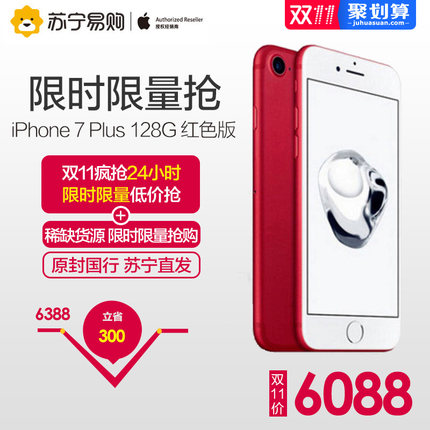 苏宁易购
Authorized Reseller
授权经销商
双11
聚划算
juhuasuan.com
限时限量抢
iPhone 7 Plus 128G 红色版
双11疯抢24小时
限时限量低价抢
+
稀缺货源 限时限量抢购
原封国行 苏宁直发
6388
立省
300
双11价
6088